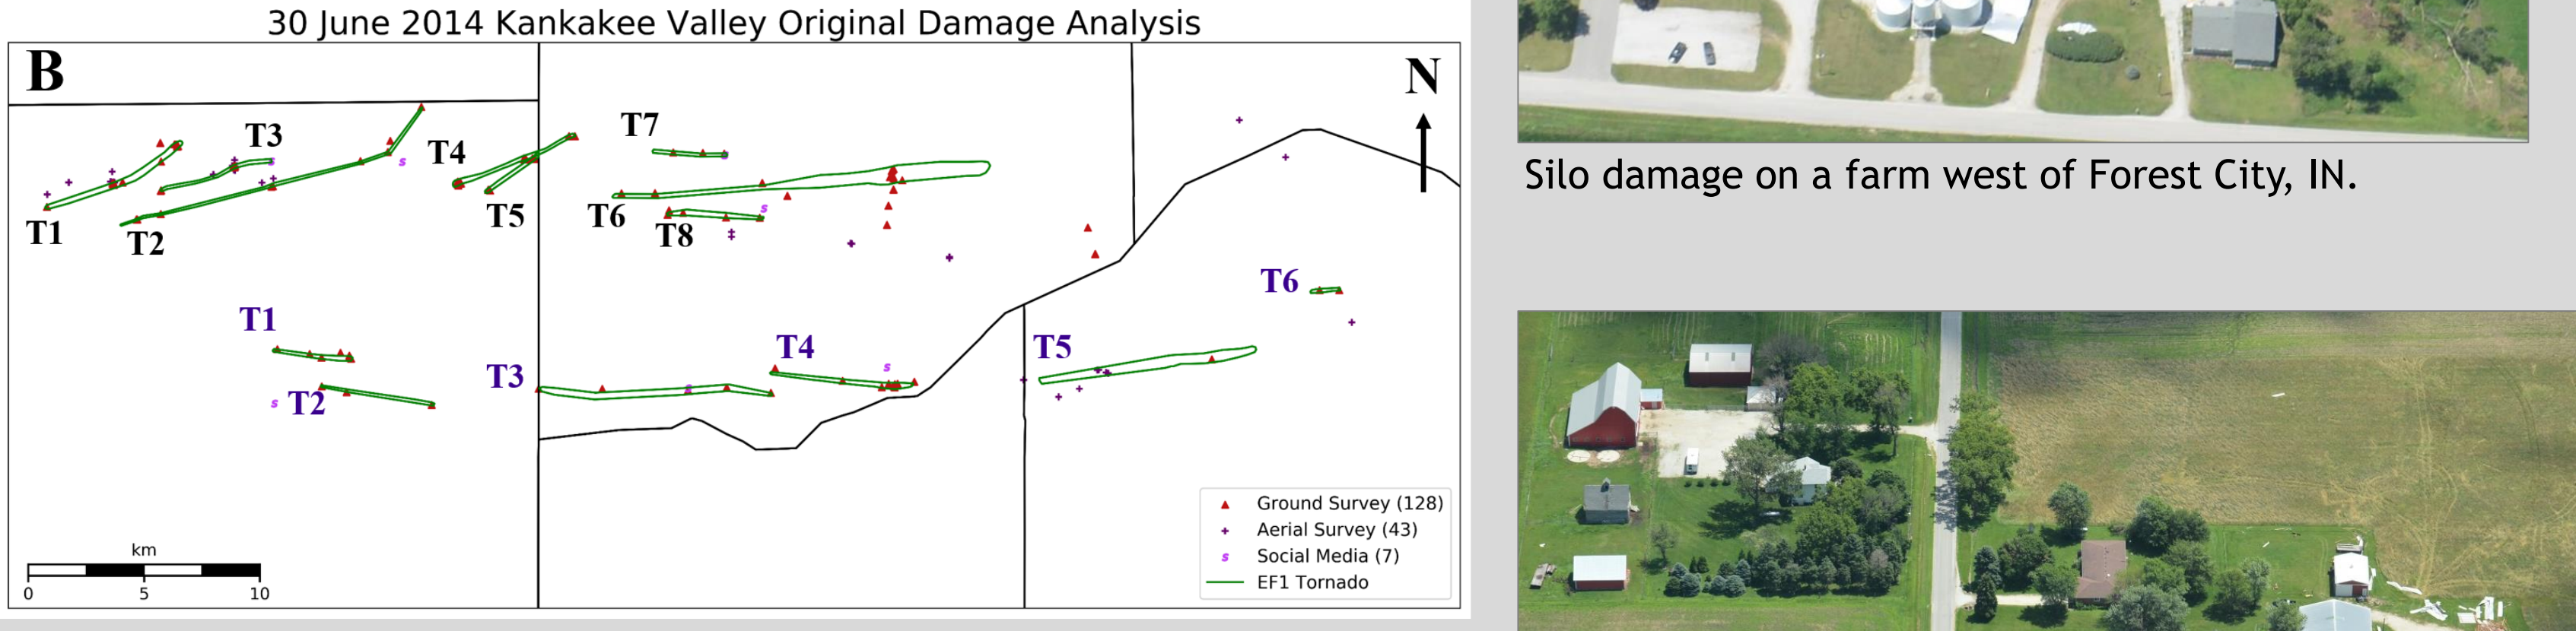 30 June 2014 Kankakee Valley Original Damage Analysis
B
N
T7
T3
T4
T1
T2
T5
T6
T8
T6
T1
T4
T5
T3
T2
Ground Survey (128)
Aerial Survey (43)
s Social Media (7)
EF1 Tornado
km
0 5 10
Silo damage on a farm west of Forest City, IN.